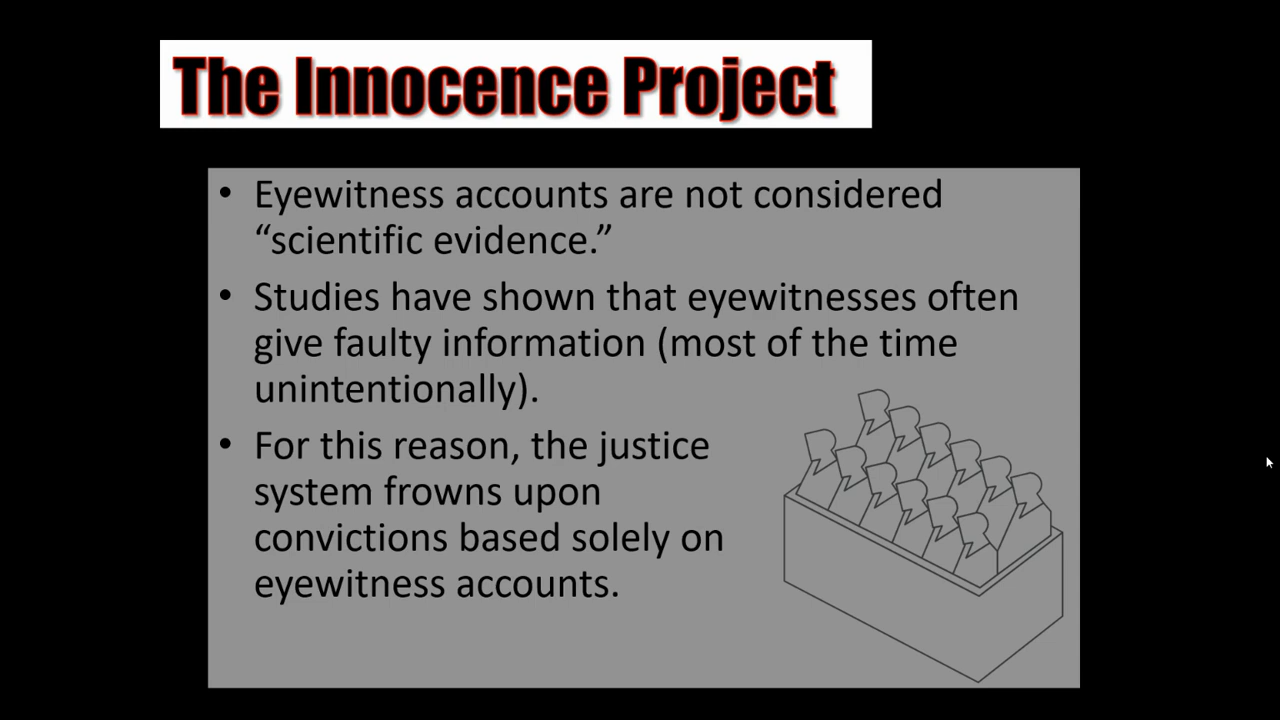 The Innocence Project
• Eyewitness accounts are not considered
“scientific evidence.”
• Studies have shown that eyewitnesses often
give faulty information (most of the time
unintentionally).
• For this reason, the justice
system frowns upon
convictions based solely on
eyewitness accounts.